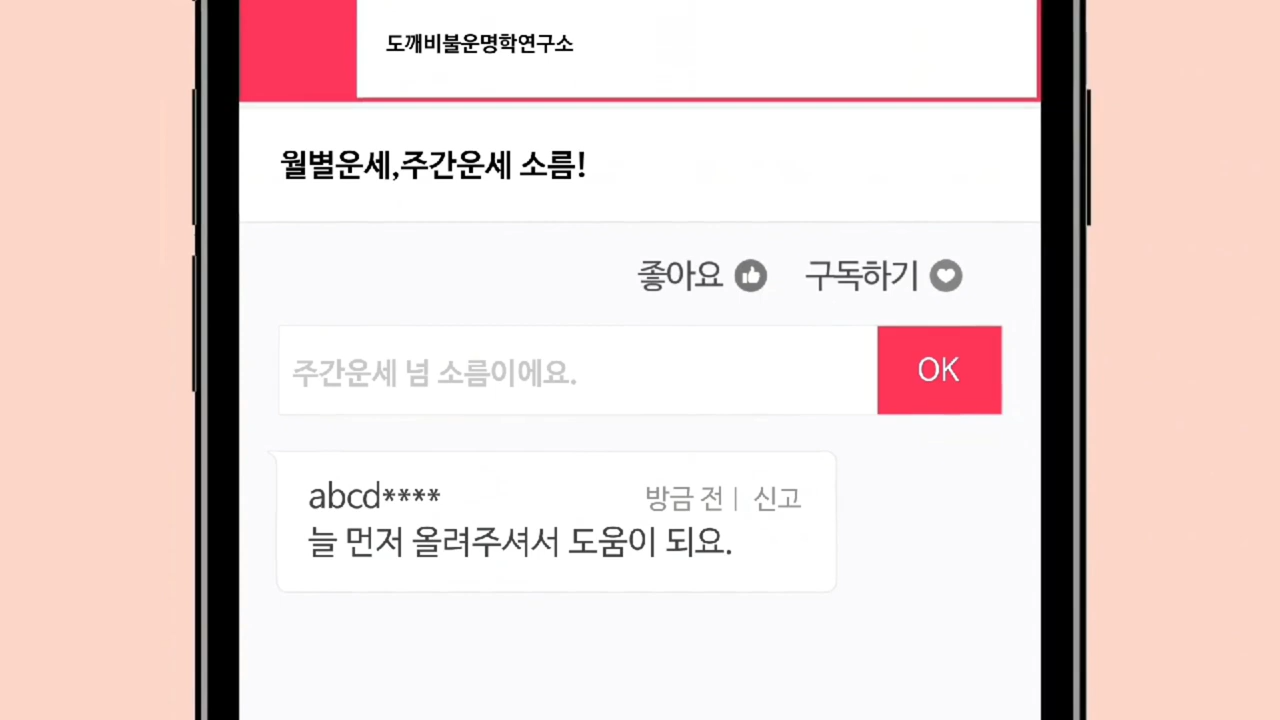 도깨비불운명학연구소
월별운세,주간운세 소름!
좋아요 구독하기
주간운세 넘 소름이에요.
OK
abcd**** 방금 전 | 신고
늘 먼저 올려주셔서 도움이 되요.